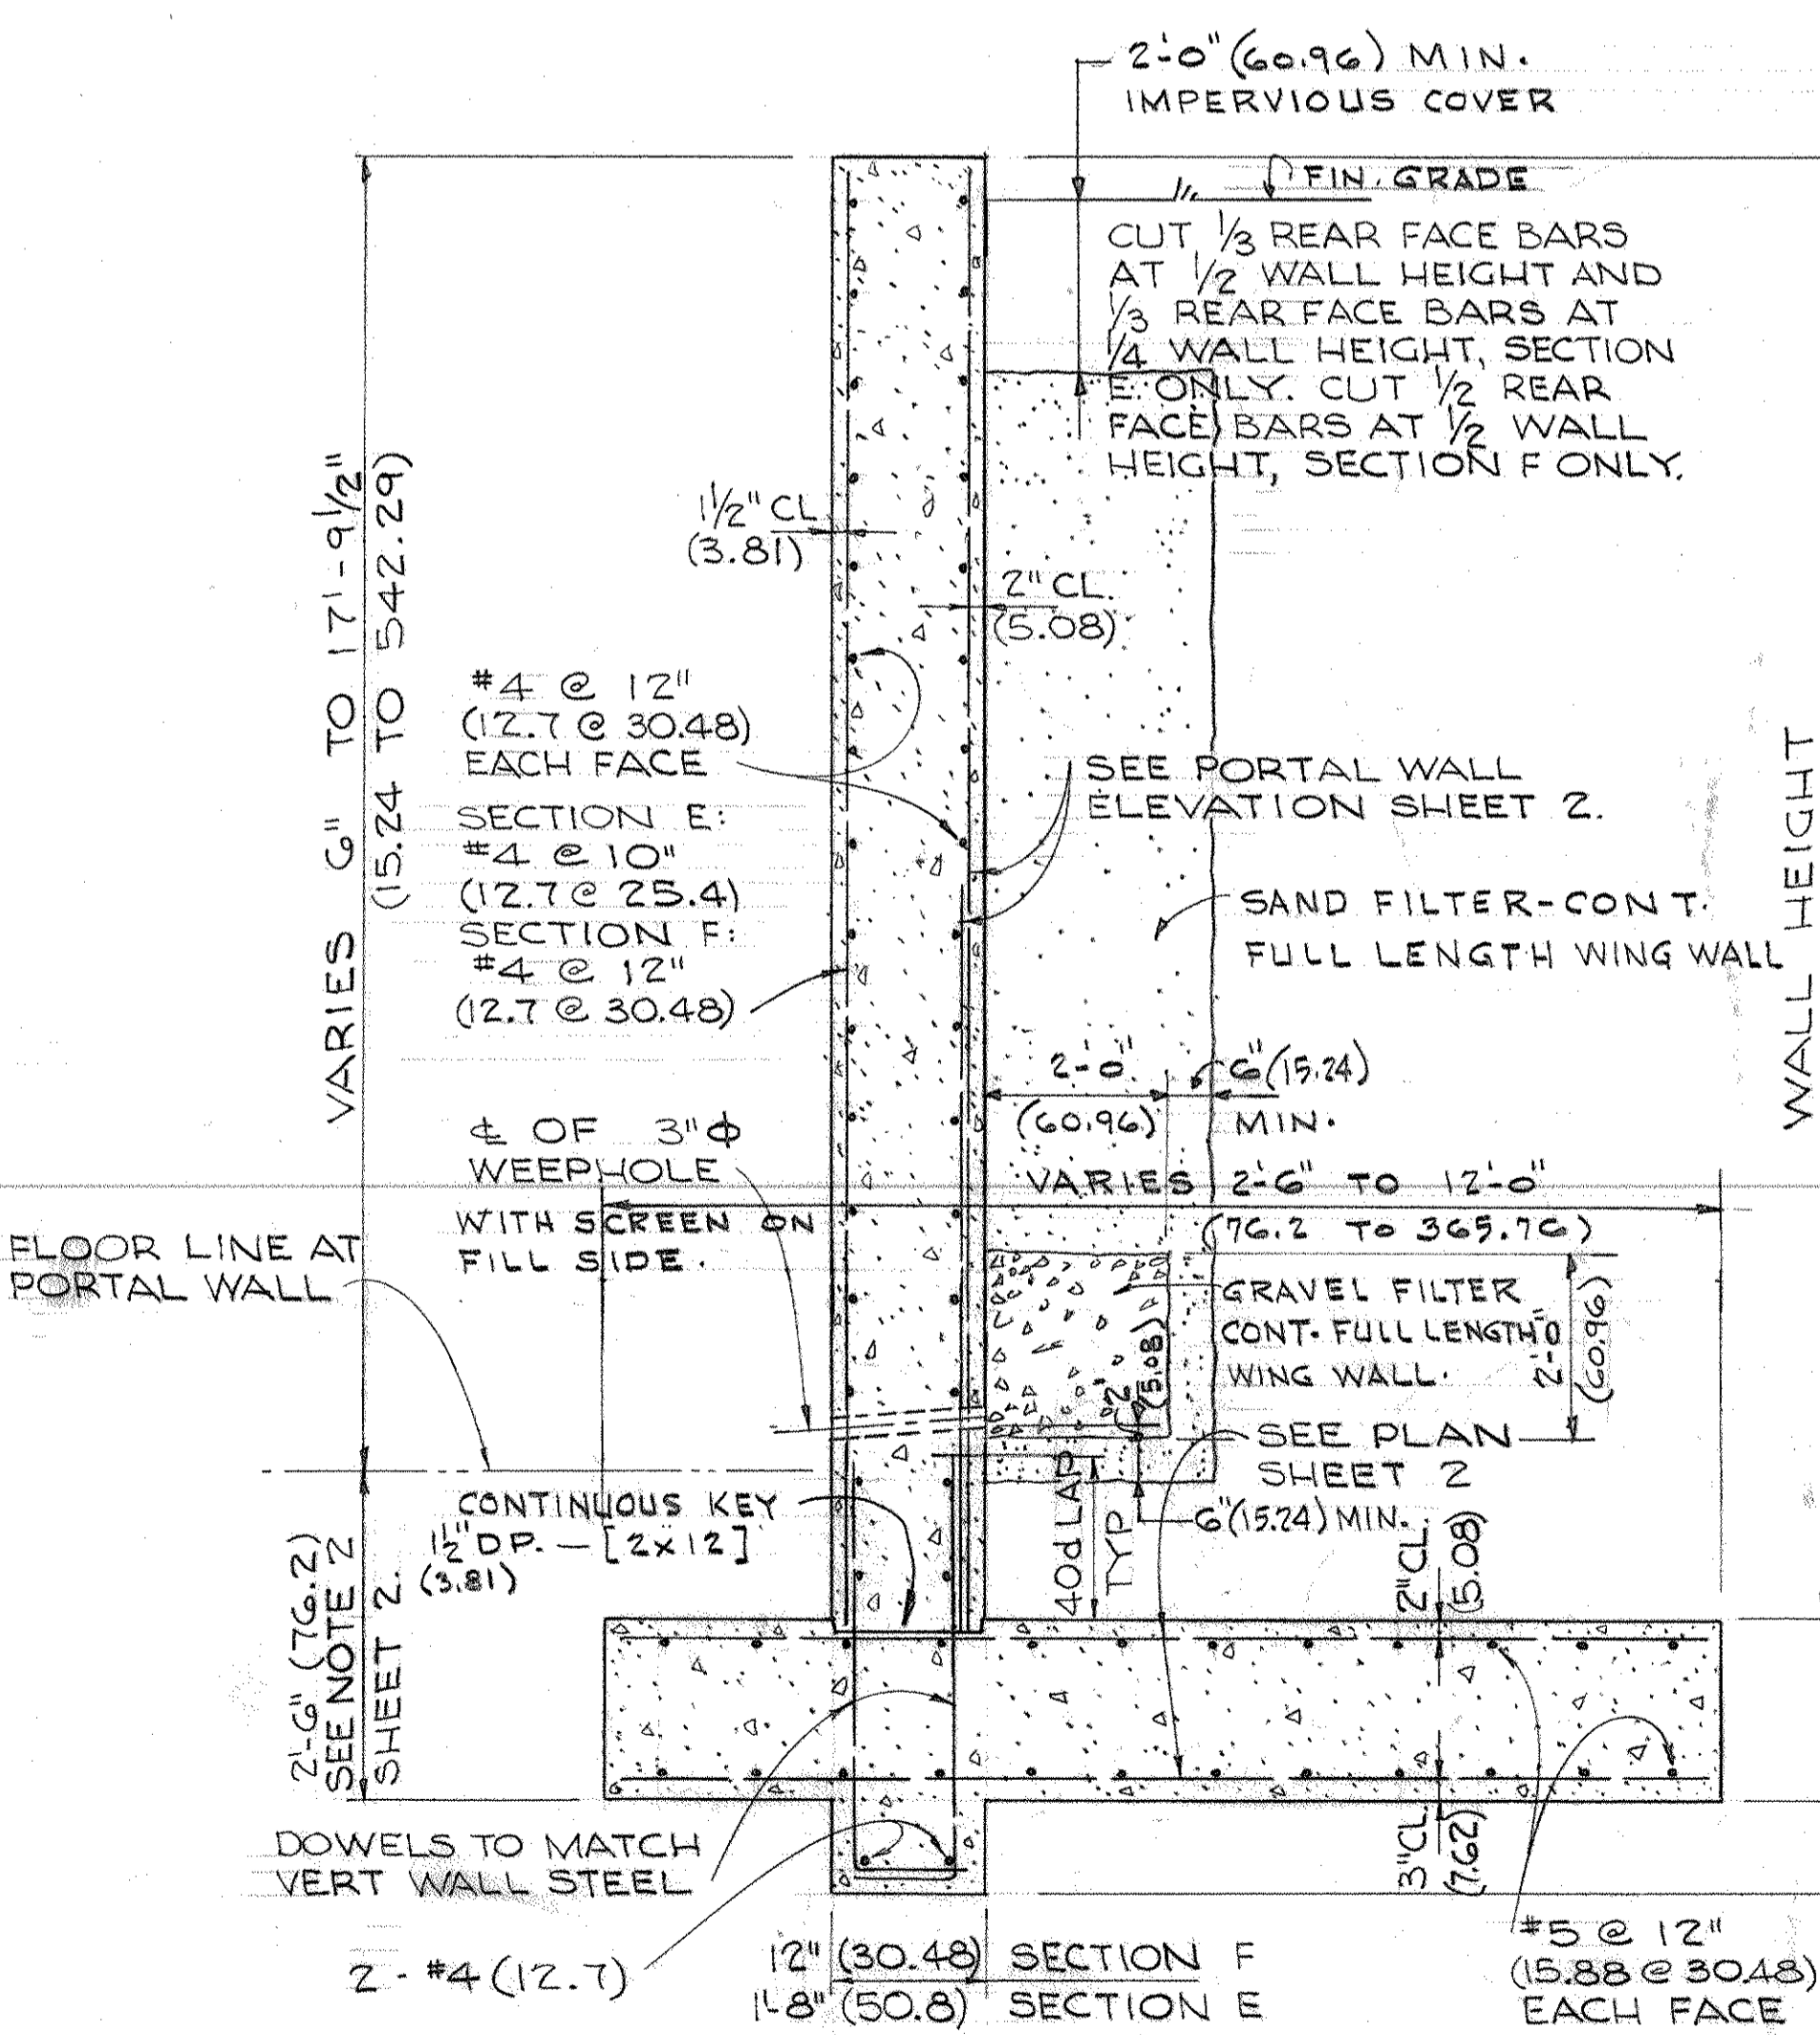 2'-0" (60.96) MIN.
IMPERVIOUS COVER
FIN. GRADE
CUT 1/3 REAR FACE BARS
AT 1/2 WALL HEIGHT AND
1/3 REAR FACE BARS AT
1/4 WALL HEIGHT, SECTION
E ONLY. CUT 1/2 REAR
FACE BARS AT 1/2 WALL
HEIGHT, SECTION F ONLY.
VARIES 6" TO 17'-9 1/2"
(15.24 TO 542.29)
1 1/2" CL
(3.81)
2" CL.
(5.08)
#4 @ 12"
(12.7 @ 30.48)
EACH FACE
SECTION E:
#4 @ 10"
(12.7 @ 25.4)
SECTION F:
#4 @ 12"
(12.7 @ 30.48)
SEE PORTAL WALL
ELEVATION SHEET 2.
SAND FILTER-CONT.
FULL LENGTH WING WALL
WALL HEIGHT
2-0"
(60.96)
6" (15.24)
MIN.
℄ OF 3"ϕ
WEEPHOLE
WITH SCREEN ON
FILL SIDE.
VARIES 2'-6" TO 12'-0"
(76.2 TO 365.76)
FLOOR LINE AT
PORTAL WALL
GRAVEL FILTER
CONT. FULL LENGTH
WING WALL.
2'-0"
(60.96)
2"
(5.08)
SEE PLAN
SHEET 2
6" (15.24) MIN.
40d LAP
TYP
CONTINUOUS KEY
1 1/2" DP. - [2x12]
(3.81)
2'-6" (76.2)
SEE NOTE 2
SHEET 2.
2" CL.
(5.08)
3" CL.
(7.62)
DOWELS TO MATCH
VERT WALL STEEL
2 - #4 (12.7)
12" (30.48) SECTION F
1'-8" (50.8) SECTION E
#5 @ 12"
(15.88 @ 30.48)
EACH FACE